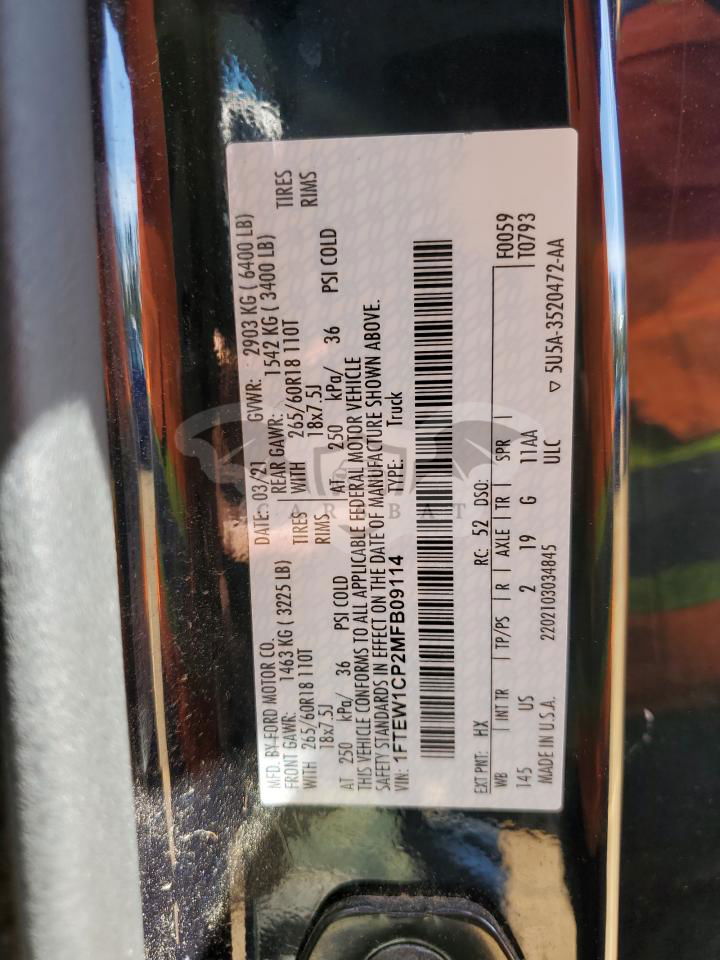 MFD. BY FORD MOTOR CO.
DATE: 03/21 GVWR: 2903 KG ( 6400 LB)
FRONT GAWR: 1463 KG ( 3225 LB) REAR GAWR: 1542 KG ( 3400 LB)
WITH 265/60R18 110T TIRES WITH 265/60R18 110T TIRES
18x7.5J RIMS 18x7.5J RIMS
AT 250 kPa/ 36 PSI COLD AT 250 kPa/ 36 PSI COLD
THIS VEHICLE CONFORMS TO ALL APPLICABLE FEDERAL MOTOR VEHICLE
SAFETY STANDARDS IN EFFECT ON THE DATE OF MANUFACTURE SHOWN ABOVE.
VIN: 1FTEW1CP2MFB09114 TYPE: Truck
EXT PNT: HX RC: 52 DSO: F0059
WB | INT TR | TP/PS | R | AXLE | TR | SPR | T0793
145 US 2 19 G 11AA
MADE IN U.S.A. 2202103034845 ULC ▽ 5U5A-3520472-AA
CARBAT